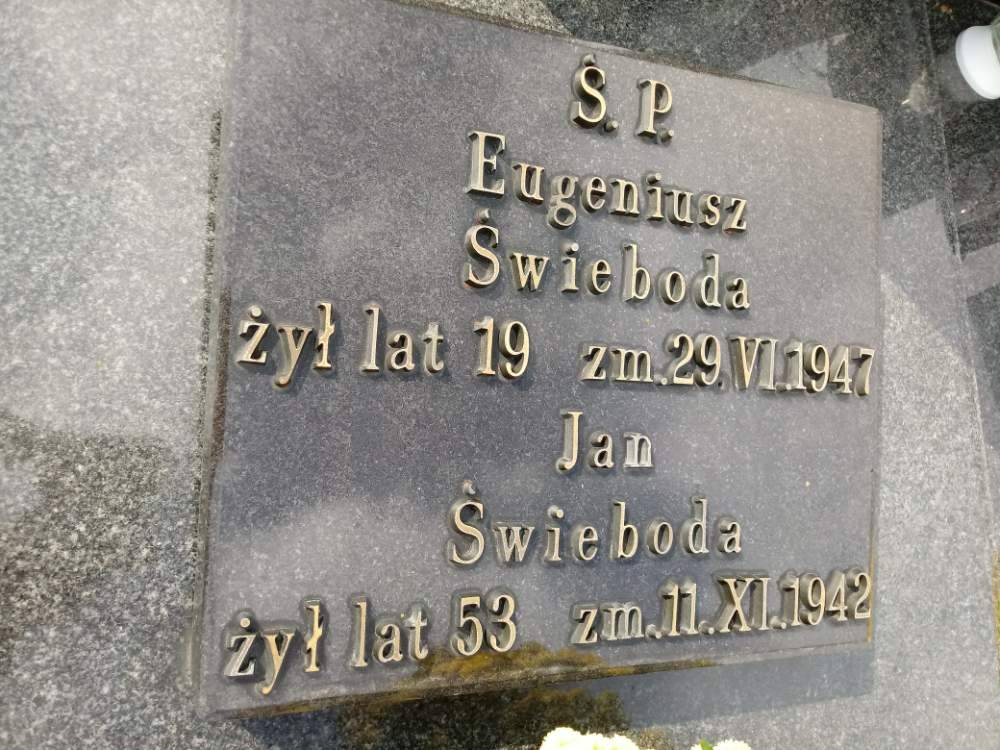 Ś. P.
Eugeniusz
Świeboda
żył lat 19 zm. 29. VI. 1947
Jan
Świeboda
żył lat 53 zm. 11. XI. 1942